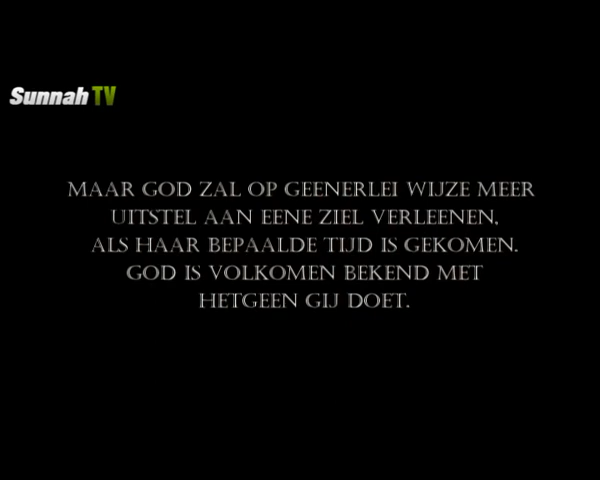 Sunnah TV
MAAR GOD ZAL OP GEENERLEI WIJZE MEER
UITSTEL AAN EENE ZIEL VERLEENEN,
ALS HAAR BEPAALDE TIJD IS GEKOMEN.
GOD IS VOLKOMEN BEKEND MET
HETGEEN GIJ DOET.